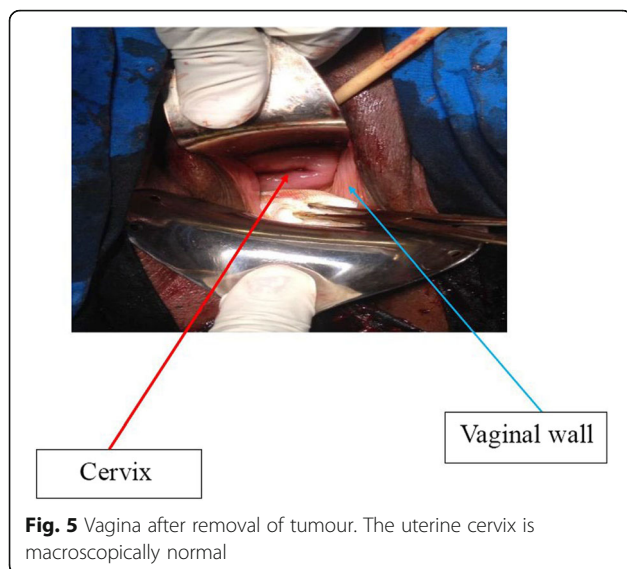 Cervix
Vaginal wall
Fig. 5 Vagina after removal of tumour. The uterine cervix is
macroscopically normal